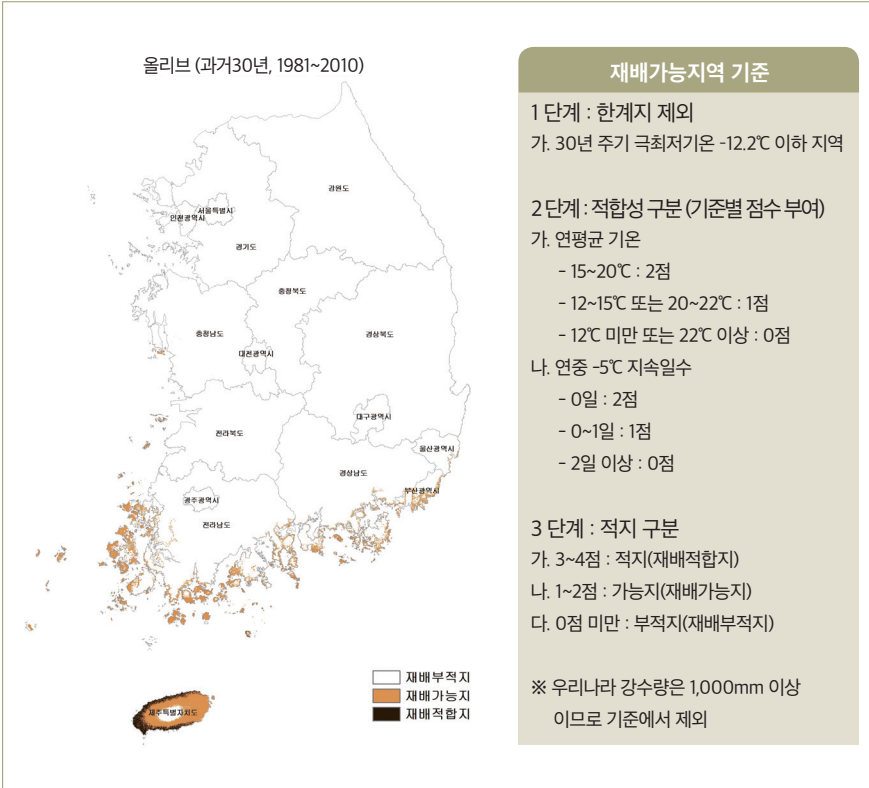 올리브 (과거30년, 1981~2010)
강원도
서울특별시
인천광역시
경기도
충청북도
충청남도
경상북도
대전광역시
대구광역시
전라북도
울산광역시
경상남도
부산광역시
광주광역시
전라남도
제주특별자치도
재배부적지
재배가능지
재배적합지
재배가능지역 기준
1 단계 : 한계지 제외
가. 30년 주기 극최저기온 -12.2℃ 이하 지역
2 단계 : 적합성 구분 (기준별 점수 부여)
가. 연평균 기온
- 15~20℃ : 2점
- 12~15℃ 또는 20~22℃ : 1점
- 12℃ 미만 또는 22℃ 이상 : 0점
나. 연중 -5℃ 지속일수
- 0일 : 2점
- 0~1일 : 1점
- 2일 이상 : 0점
3 단계 : 적지 구분
가. 3~4점 : 적지(재배적합지)
나. 1~2점 : 가능지(재배가능지)
다. 0점 미만 : 부적지(재배부적지)
※ 우리나라 강수량은 1,000mm 이상
이므로 기준에서 제외